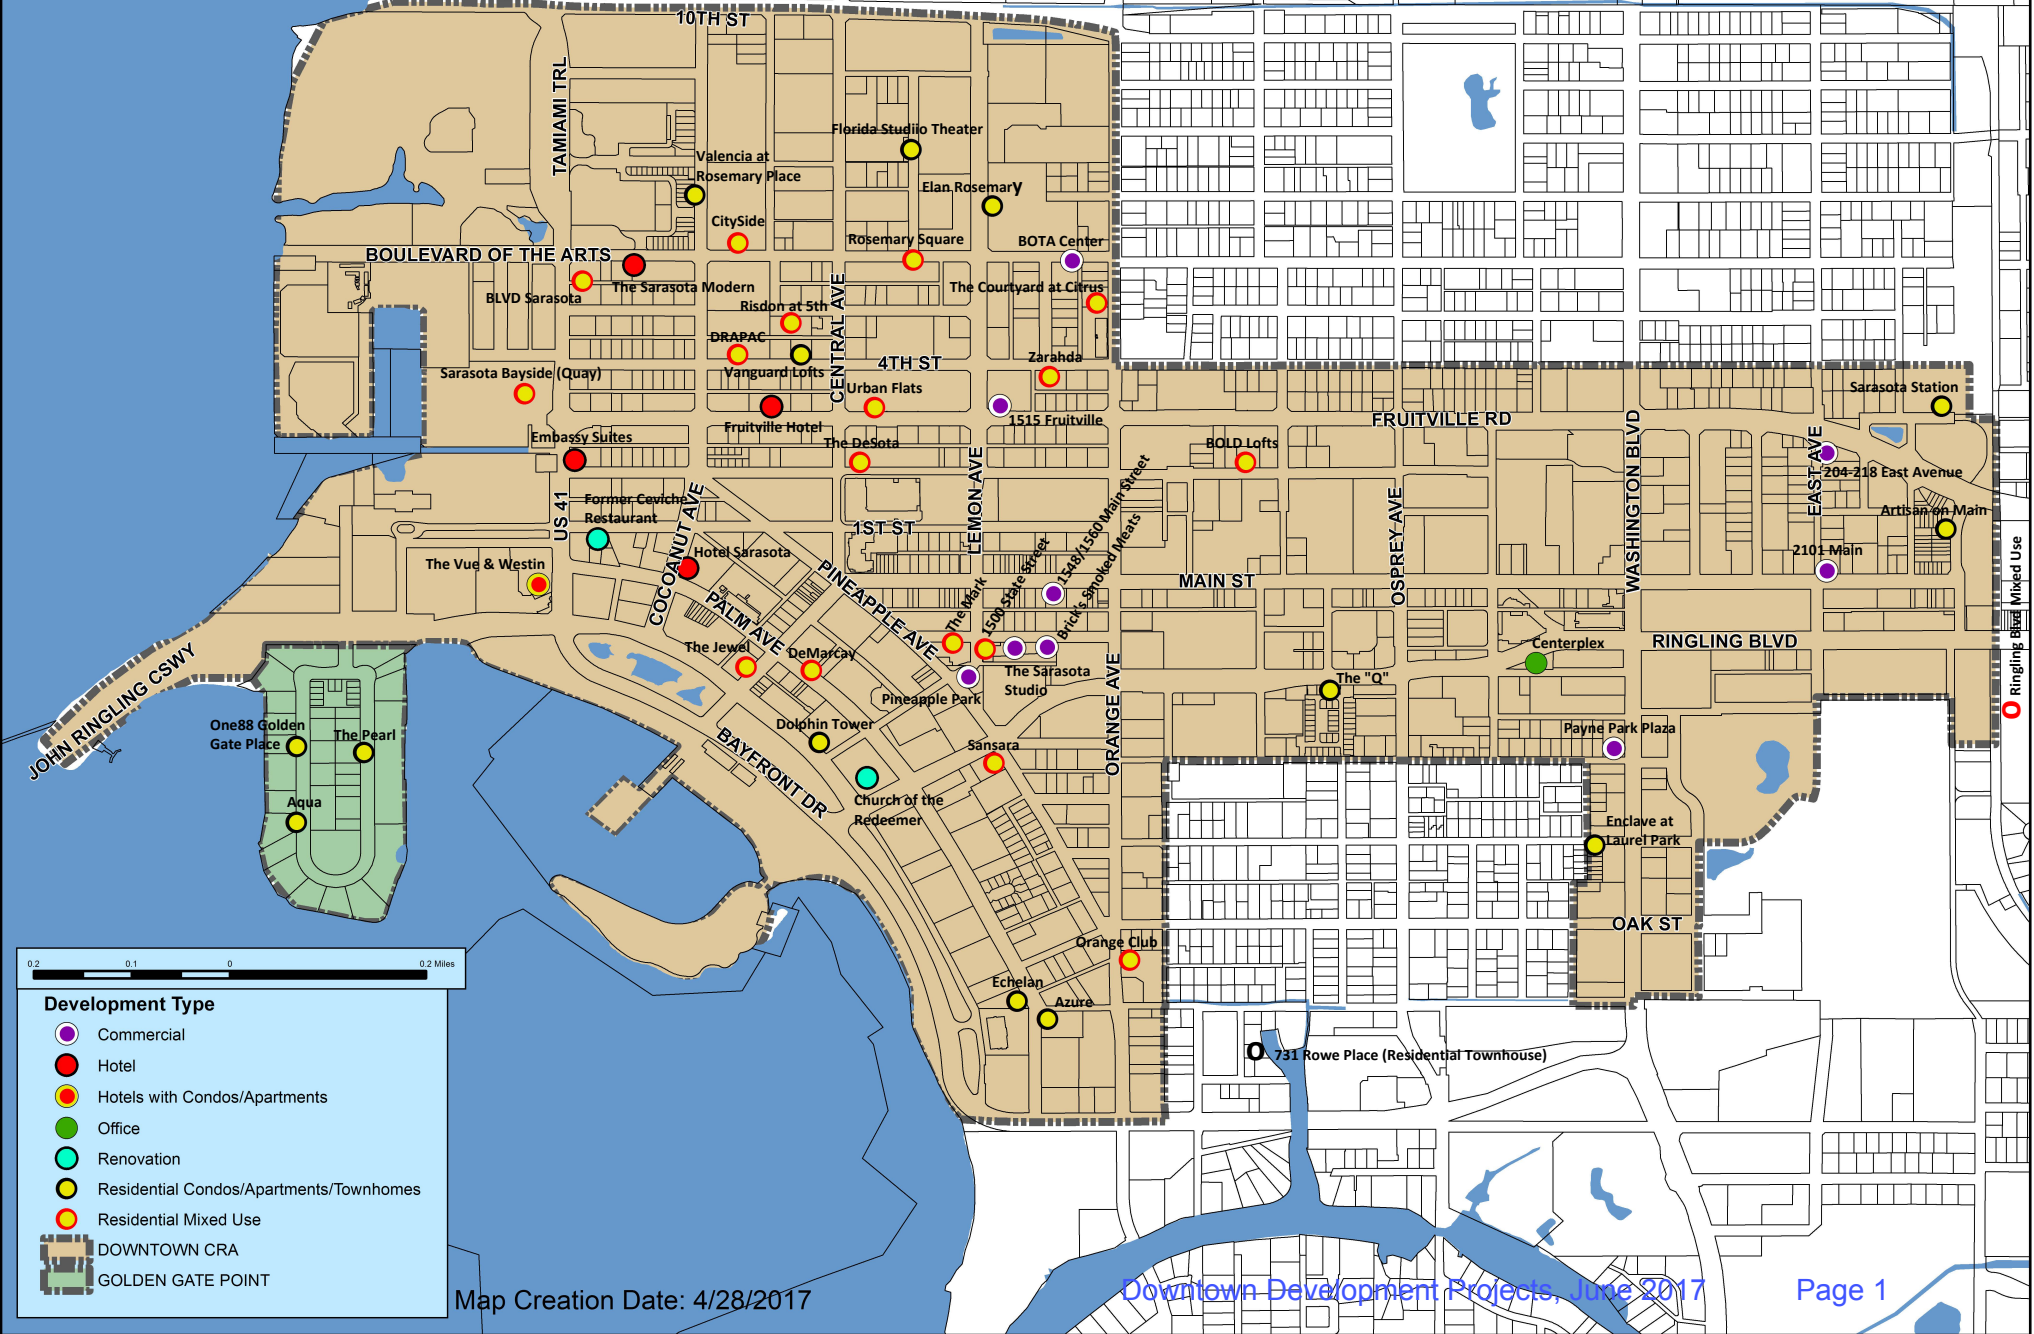 10TH ST
TAMIAMI TRL
Florida Studiio Theater
Valencia at
Rosemary Place
Elan Rosemary
CitySide
Rosemary Square
BOTA Center
BOULEVARD OF THE ARTS
The Sarasota Modern
The Courtyard at Citrus
BLVD Sarasota
Risdon at 5th
CENTRAL AVE
DRAPAC
4TH ST
Zarahda
Vanguard Lofts
Sarasota Bayside (Quay)
Urban Flats
Sarasota Station
1515 Fruitville
FRUITVILLE RD
Fruitville Hotel
Embassy Suites
The DeSota
BOLD Lofts
WASHINGTON BLVD
EAST AVE
204-218 East Avenue
LEMON AVE
Former Ceviche
Restaurant
US 41
COCOANUT AVE
1ST ST
1548/1560 Main Street
Brick's Smoked Meats
OSPREY AVE
Artisan on Main
2101 Main
Hotel Sarasota
The Vue & Westin
PINEAPPLE AVE
PALM AVE
The Mark
1500 State Street
MAIN ST
Ringling Blvd Mixed Use
O
Centerplex
RINGLING BLVD
The Jewel
DeMarcay
The Sarasota
Studio
Pineapple Park
ORANGE AVE
The "Q"
JOHN RINGLING CSWY
One88 Golden
Gate Place
The Pearl
Dolphin Tower
Payne Park Plaza
BAYFRONT DR
Sansara
Aqua
Church of the
Redeemer
Enclave at
Laurel Park
OAK ST
Orange Club
Echelan
Azure
O 731 Rowe Place (Residential Townhouse)
0.2 0.1 0 0.2 Miles
Development Type
Commercial
Hotel
Hotels with Condos/Apartments
Office
Renovation
Residential Condos/Apartments/Townhomes
Residential Mixed Use
DOWNTOWN CRA
GOLDEN GATE POINT
Map Creation Date: 4/28/2017
Downtown Development Projects, June 2017 Page 1